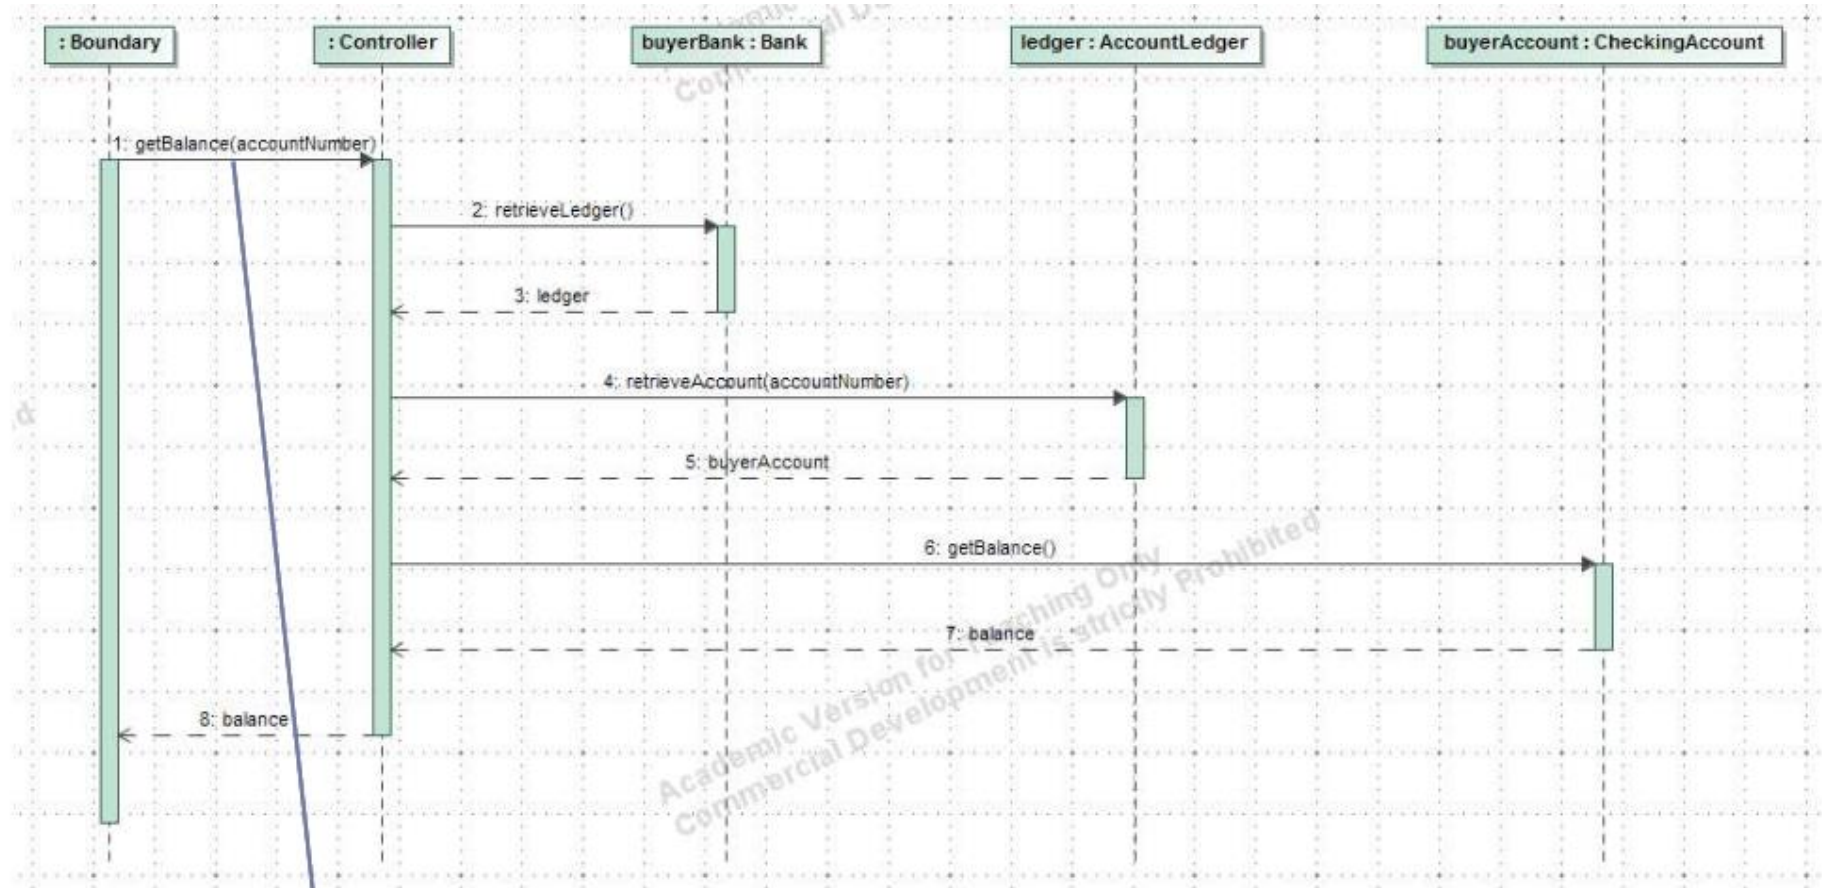 : Boundary
: Controller
buyerBank : Bank
ledger : AccountLedger
buyerAccount : CheckingAccount
1: getBalance(accountNumber)
2: retrieveLedger()
3: ledger
4: retrieveAccount(accountNumber)
5: buyerAccount
6: getBalance()
7: balance
8: balance
Academic Version for Teaching Only
Commercial Development is strictly Prohibited